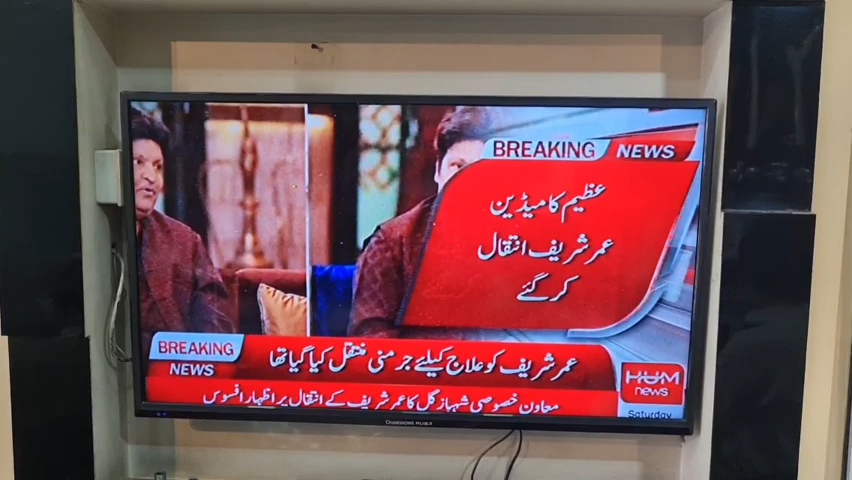 BREAKING NEWS
عظیم کامیڈین
عمر شریف انتقال
کر گئے
BREAKING
NEWS
عمر شریف کو علاج کیلئے جرمنی منتقل کیا گیا تھا
معاون خصوصی شہباز گل کا عمر شریف کے انتقال پر اظہار افسوس
HUM
news
Saturday
CHANGHONG RUBA